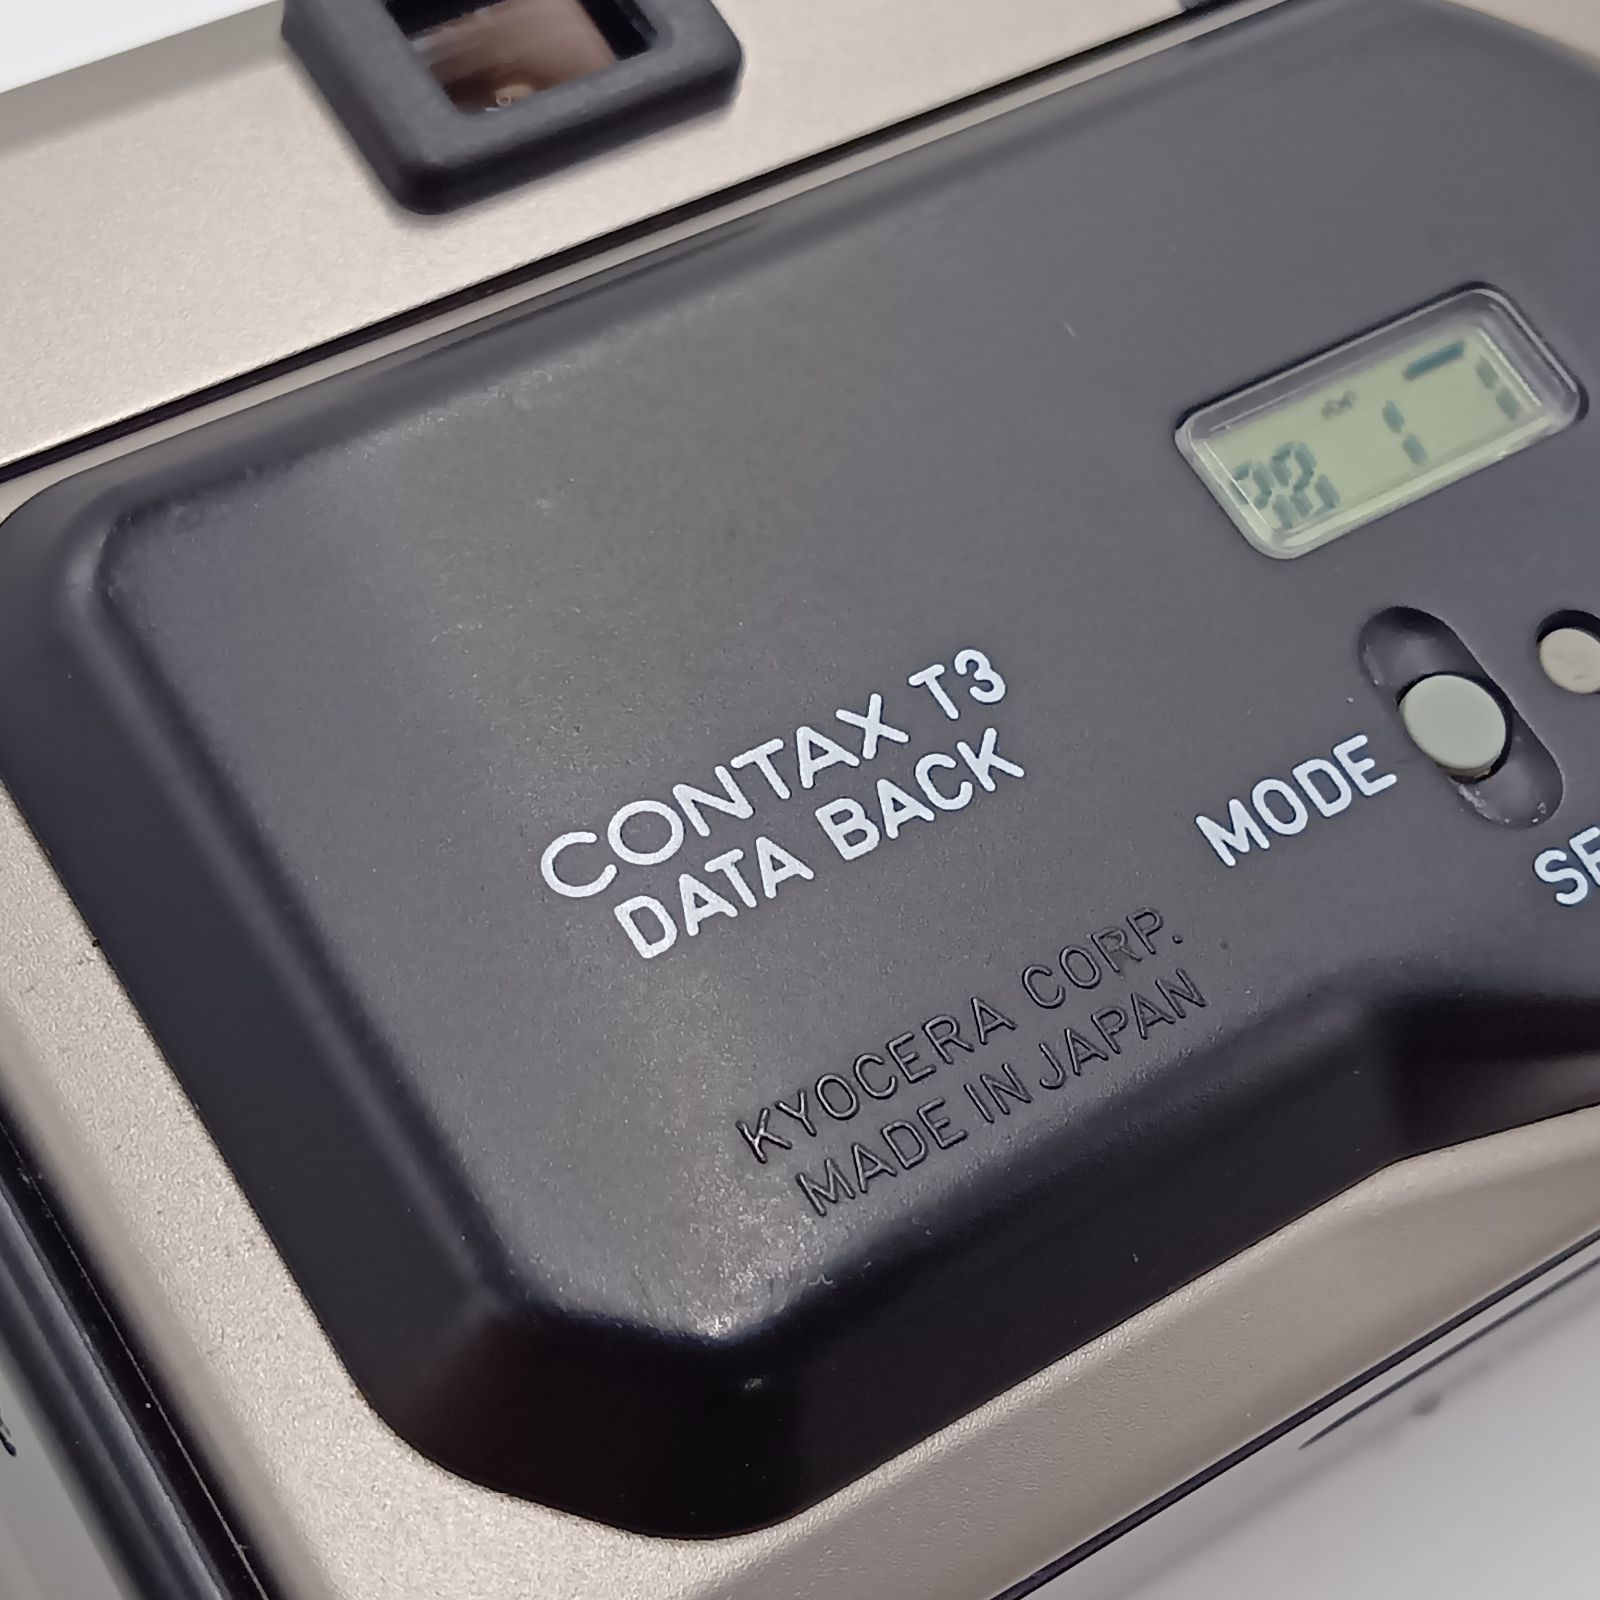 CONTAX T3
DATA BACK
MODE
KYOCERA CORP.
MADE IN JAPAN